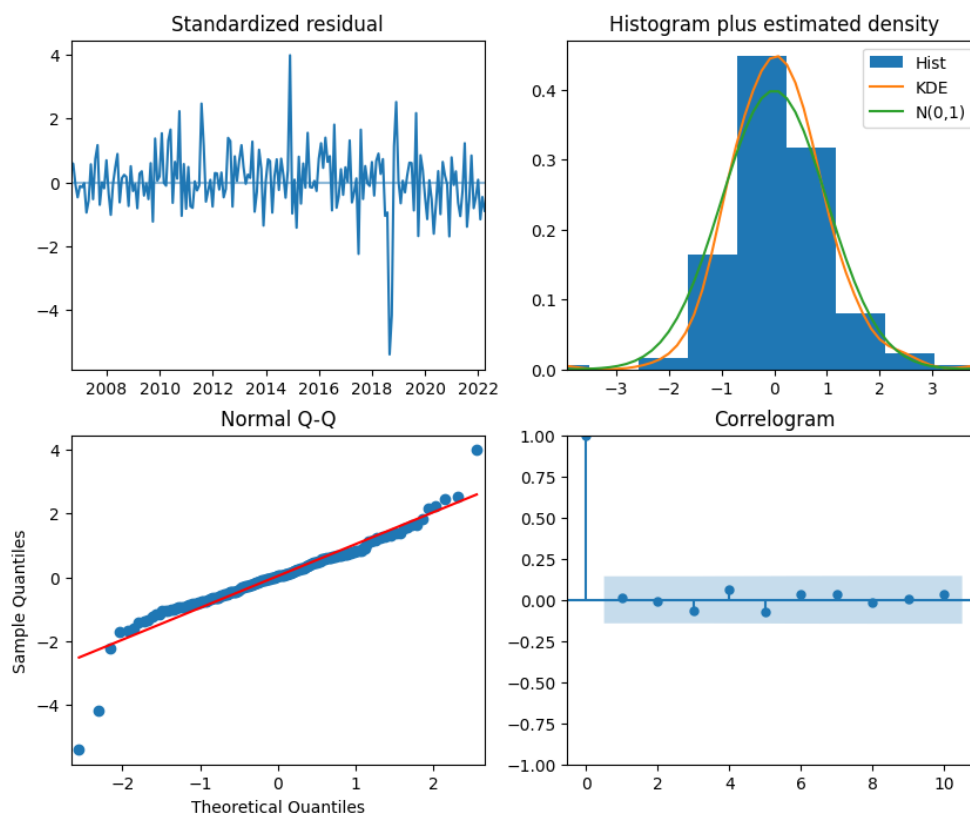 Standardized residual
4
2
0
−2
−4
2008 2010 2012 2014 2016 2018 2020 2022
Histogram plus estimated density
Hist
KDE
N(0,1)
0.4
0.3
0.2
0.1
0.0
−3 −2 −1 0 1 2 3
Normal Q-Q
Sample Quantiles
4
2
0
−2
−4
−2 −1 0 1 2
Theoretical Quantiles
Correlogram
1.00
0.75
0.50
0.25
0.00
−0.25
−0.50
−0.75
−1.00
0 2 4 6 8 10